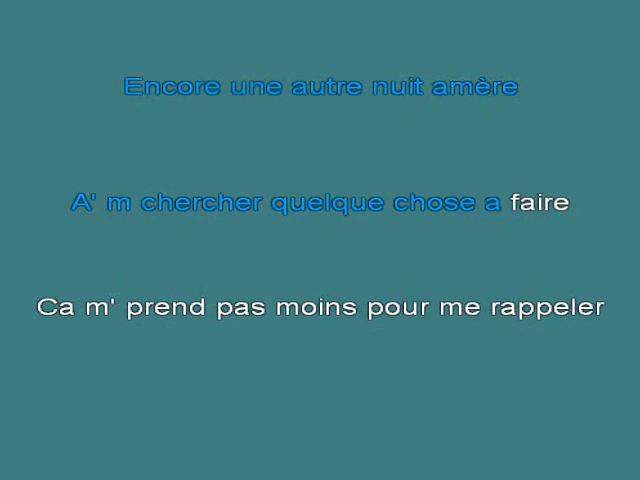 Encore une autre nuit amère
A' m chercher quelque chose a faire
Ca m' prend pas moins pour me rappeler